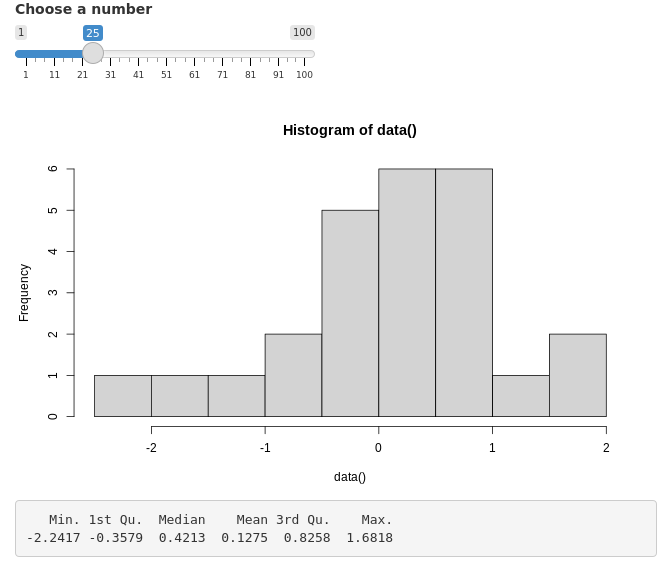 Choose a number
1 25 100
1 11 21 31 41 51 61 71 81 91 100
Histogram of data()
Frequency
6
5
4
3
2
1
0
-2 -1 0 1 2
data()
Min. 1st Qu. Median Mean 3rd Qu. Max.
-2.2417 -0.3579 0.4213 0.1275 0.8258 1.6818